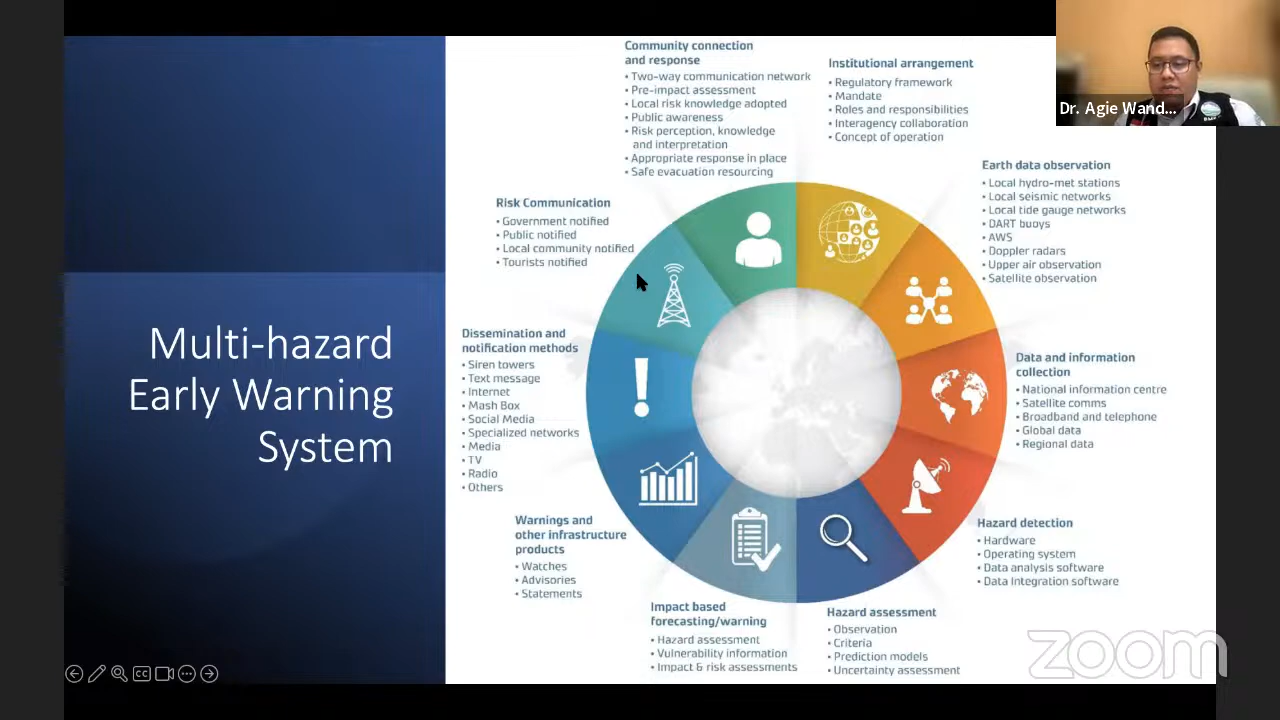 Multi-hazard
Early Warning
System
Community connection
and response
• Two-way communication network
• Pre-impact assessment
• Local risk knowledge adopted
• Public awareness
• Risk perception, knowledge
and interpretation
• Appropriate response in place
• Safe evacuation resourcing
Institutional arrangement
• Regulatory framework
• Mandate
• Roles and responsibilities
• Interagency collaboration
• Concept of operation
Earth data observation
• Local hydro-met stations
• Local seismic networks
• Local tide gauge networks
• DART buoys
• AWS
• Doppler radars
• Upper air observation
• Satellite observation
Data and information
collection
• National information centre
• Satellite comms
• Broadband and telephone
• Global data
• Regional data
Hazard detection
• Hardware
• Operating system
• Data analysis software
• Data Integration software
Hazard assessment
• Observation
• Criteria
• Prediction models
• Uncertainty assessment
Impact based
forecasting/warning
• Hazard assessment
• Vulnerability information
• Impact & risk assessments
Warnings and
other infrastructure
products
• Watches
• Advisories
• Statements
Dissemination and
notification methods
• Siren towers
• Text message
• Internet
• Mash Box
• Social Media
• Specialized networks
• Media
• TV
• Radio
• Others
Risk Communication
• Government notified
• Public notified
• Local community notified
• Tourists notified
Dr. Agie Wand...
CC
zoom